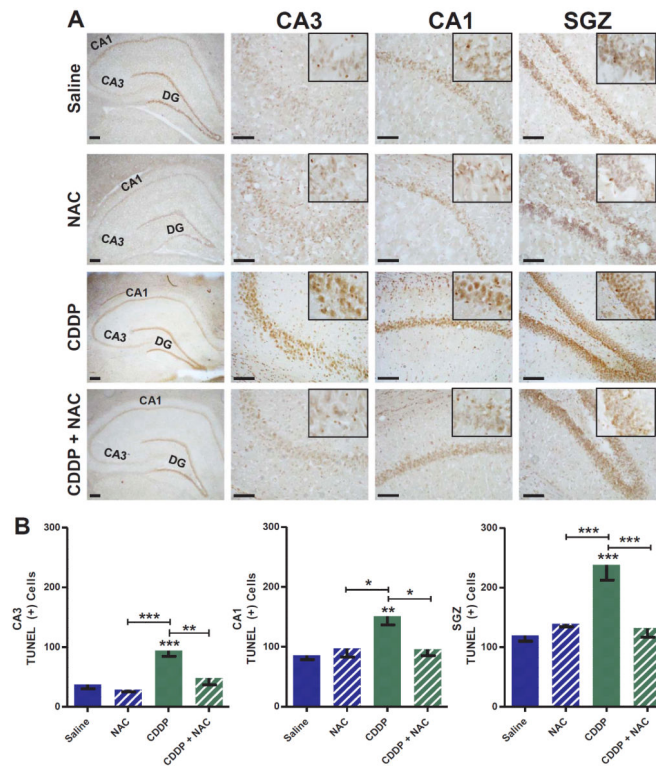 A
CA3
CA1
SGZ
Saline
CA1
CA3
DG
NAC
CA1
CA3
DG
CDDP
CA1
CA3
DG
CDDP + NAC
CA1
CA3
DG
B
CA3
TUNEL (+) Cells
300
200
100
0
***
**
***
Saline
NAC
CDDP
CDDP + NAC
CA1
TUNEL (+) Cells
300
200
100
0
*
*
**
Saline
NAC
CDDP
CDDP + NAC
SGZ
TUNEL (+) Cells
300
200
100
0
***
***
***
Saline
NAC
CDDP
CDDP + NAC